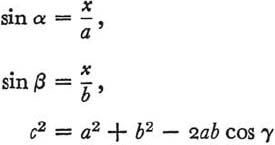 sin α = x/a,
sin β = x/b,
c² = a² + b² − 2ab cos γ